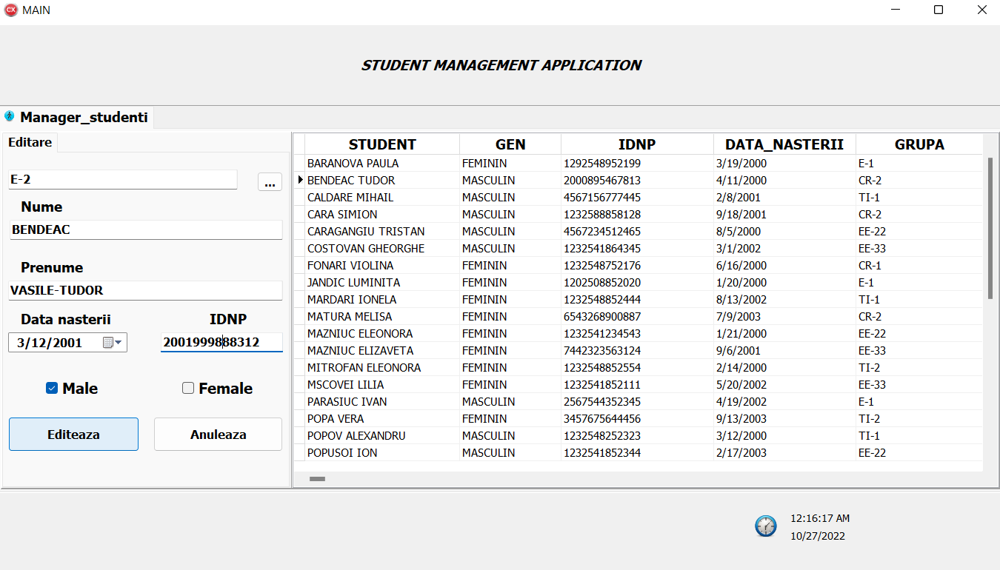 CX MAIN
STUDENT MANAGEMENT APPLICATION
Manager_studenti
Editare
E-2
...
Nume
BENDEAC
Prenume
VASILE-TUDOR
Data nasterii IDNP
3/12/2001 2001999888312
Male Female
Editeaza Anuleaza
STUDENT GEN IDNP DATA_NASTERII GRUPA
BARANOVA PAULA FEMININ 1292548952199 3/19/2000 E-1
BENDEAC TUDOR MASCULIN 2000895467813 4/11/2000 CR-2
CALDARE MIHAIL MASCULIN 4567156777445 2/8/2001 TI-1
CARA SIMION MASCULIN 1232588858128 9/18/2001 CR-2
CARAGANGIU TRISTAN MASCULIN 4567234512465 8/5/2000 EE-22
COSTOVAN GHEORGHE MASCULIN 1232541864345 3/1/2002 EE-33
FONARI VIOLINA FEMININ 1232548752176 6/16/2000 CR-1
JANDIC LUMINITA FEMININ 1202508852020 1/20/2000 E-1
MARDARI IONELA FEMININ 1232548852444 8/13/2002 TI-1
MATURA MELISA FEMININ 6543268900887 7/9/2003 CR-2
MAZNIUC ELEONORA FEMININ 1232541234543 1/21/2000 EE-22
MAZNIUC ELIZAVETA FEMININ 7442323563124 9/6/2001 EE-33
MITROFAN ELEONORA FEMININ 1232548852554 2/14/2000 TI-2
MSCOVEI LILIA FEMININ 1232541852111 5/20/2002 EE-33
PARASIUC IVAN MASCULIN 2567544352345 4/19/2002 E-1
POPA VERA FEMININ 3457675644456 9/13/2003 TI-2
POPOV ALEXANDRU MASCULIN 1232548252323 3/12/2000 TI-1
POPUSOI ION MASCULIN 1232541852344 2/17/2003 EE-22
12:16:17 AM
10/27/2022